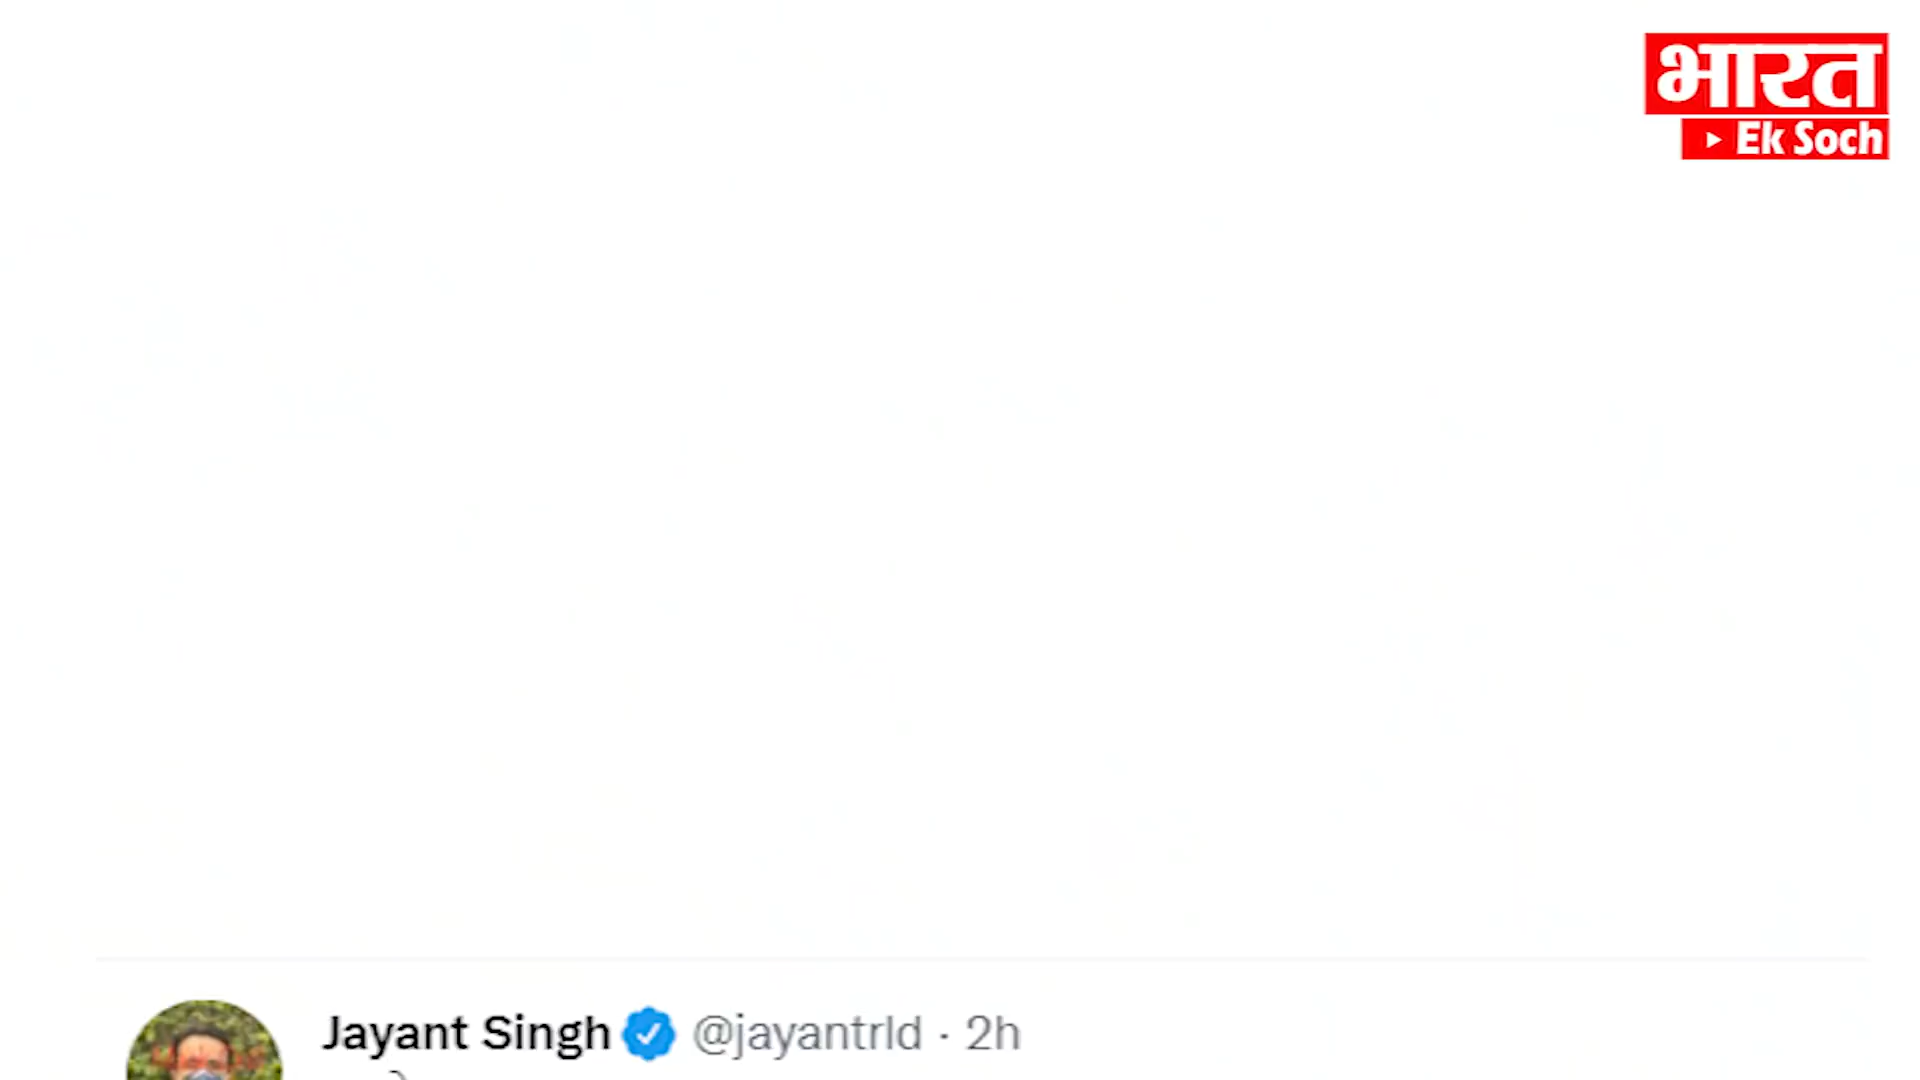 भारत
Ek Soch
Jayant Singh @jayantrld · 2h